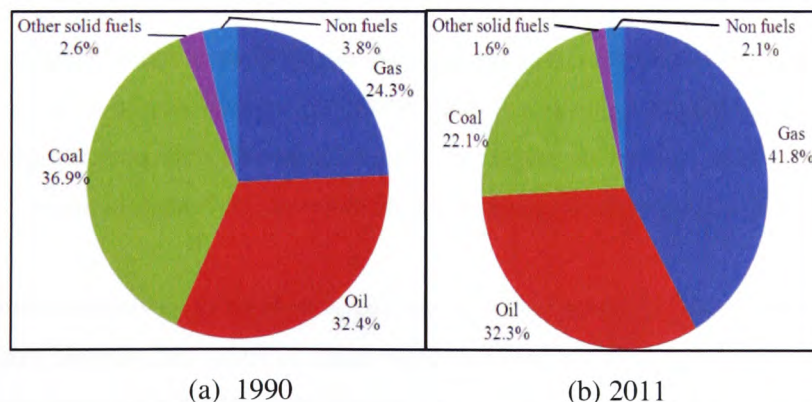 Other solid fuels
2.6%
Non fuels
3.8%
Gas
24.3%
Coal
36.9%
Oil
32.4%
(a) 1990
Other solid fuels
1.6%
Non fuels
2.1%
Coal
22.1%
Gas
41.8%
Oil
32.3%
(b) 2011